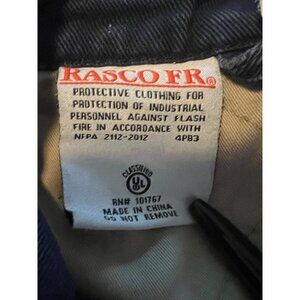 RASCO FR®
PROTECTIVE CLOTHING FOR
PROTECTION OF INDUSTRIAL
PERSONNEL AGAINST FLASH
FIRE IN ACCORDANCE WITH
NFPA 2112-2012 4PB3
CLASSIFIED
UL
RN# 101767
MADE IN CHINA
DO NOT REMOVE